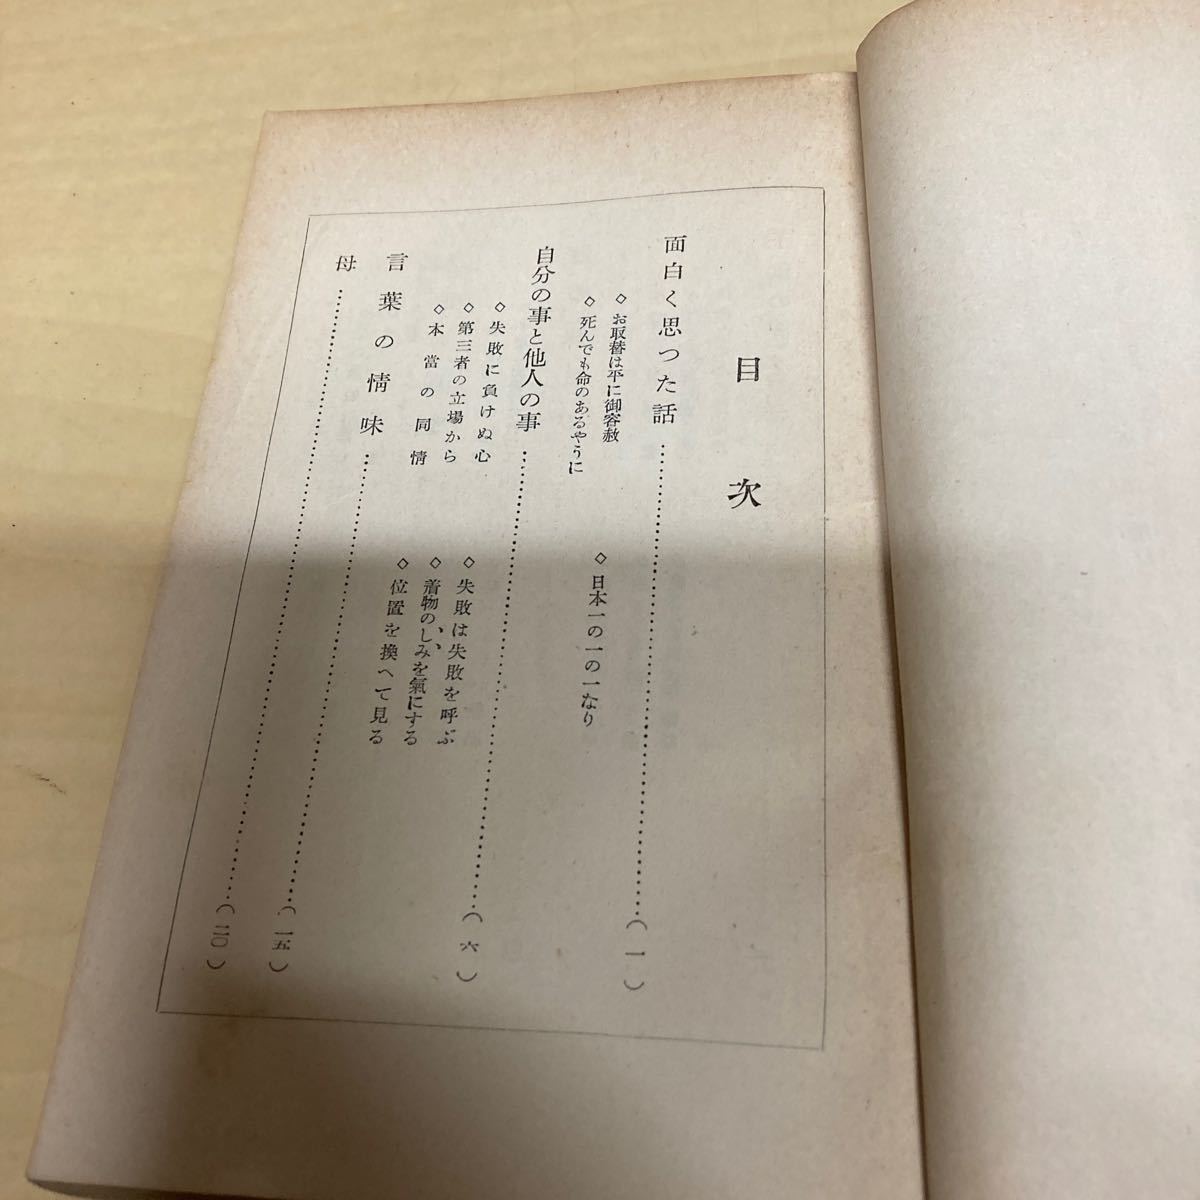 目次
面白く思つた話……………………（一）
◇お取替は平に御容赦
◇死んでも命のあるやうに
◇日本一の一の一なり
自分の事と他人の事……………………（六）
◇失敗に負けぬ心
◇第三者の立場から
◇本當の同情
◇失敗は失敗を呼ぶ
◇着物のしみを氣にする
◇位置を換へて見る
言葉の情味……………………（一五）
母……………………（二〇）